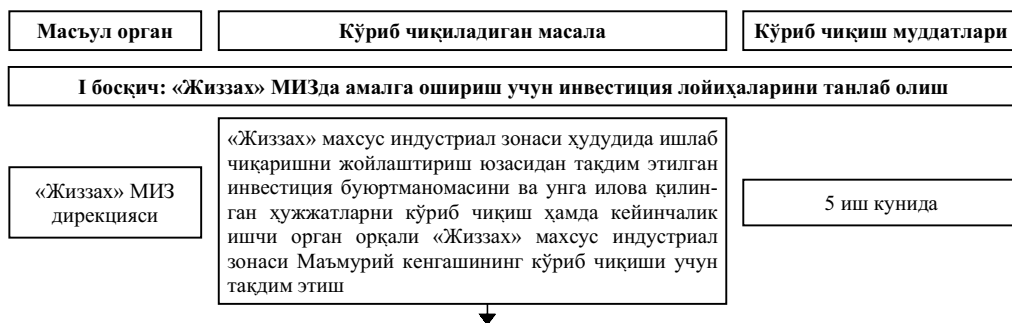 Масъул орган
Кўриб чиқиладиган масала
Кўриб чиқиш муддатлари
I босқич: «Жиззах» МИЗда амалга ошириш учун инвестиция лойиҳаларини танлаб олиш
«Жиззах» МИЗ
дирекцияси
«Жиззах» махсус индустриал зонаси ҳудудида ишлаб
чиқаришни жойлаштириш юзасидан тақдим этилган
инвестиция буюртманомасини ва унга илова қилин-
ган ҳужжатларни кўриб чиқиш ҳамда кейинчалик
ишчи орган орқали «Жиззах» махсус индустриал
зонаси Маъмурий кенгашининг кўриб чиқиши учун
тақдим этиш
5 иш кунида